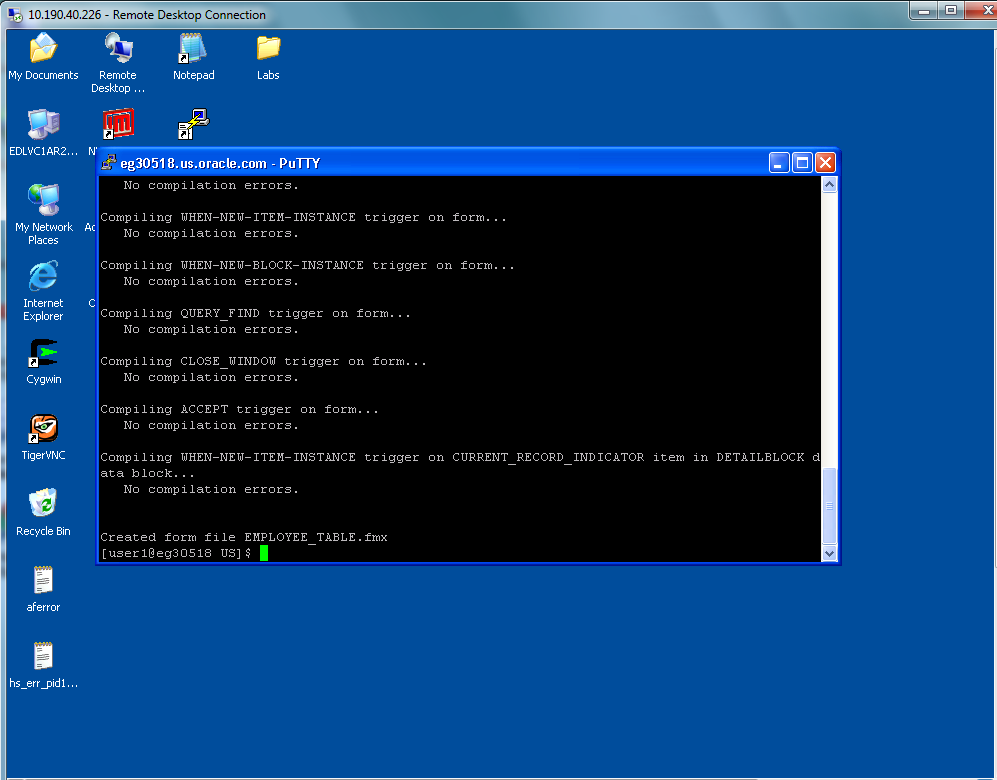 10.190.40.226 - Remote Desktop Connection
My Documents
Remote
Desktop ...
Notepad
Labs
EDLVC1AR2...
My Network
Places
Internet
Explorer
Cygwin
TigerVNC
Recycle Bin
aferror
hs_err_pid1...
eg30518.us.oracle.com - PuTTY
No compilation errors.
Compiling WHEN-NEW-ITEM-INSTANCE trigger on form...
No compilation errors.
Compiling WHEN-NEW-BLOCK-INSTANCE trigger on form...
No compilation errors.
Compiling QUERY_FIND trigger on form...
No compilation errors.
Compiling CLOSE_WINDOW trigger on form...
No compilation errors.
Compiling ACCEPT trigger on form...
No compilation errors.
Compiling WHEN-NEW-ITEM-INSTANCE trigger on CURRENT_RECORD_INDICATOR item in DETAILBLOCK d
ata block...
No compilation errors.
Created form file EMPLOYEE_TABLE.fmx
[user1@eg30518 US]$